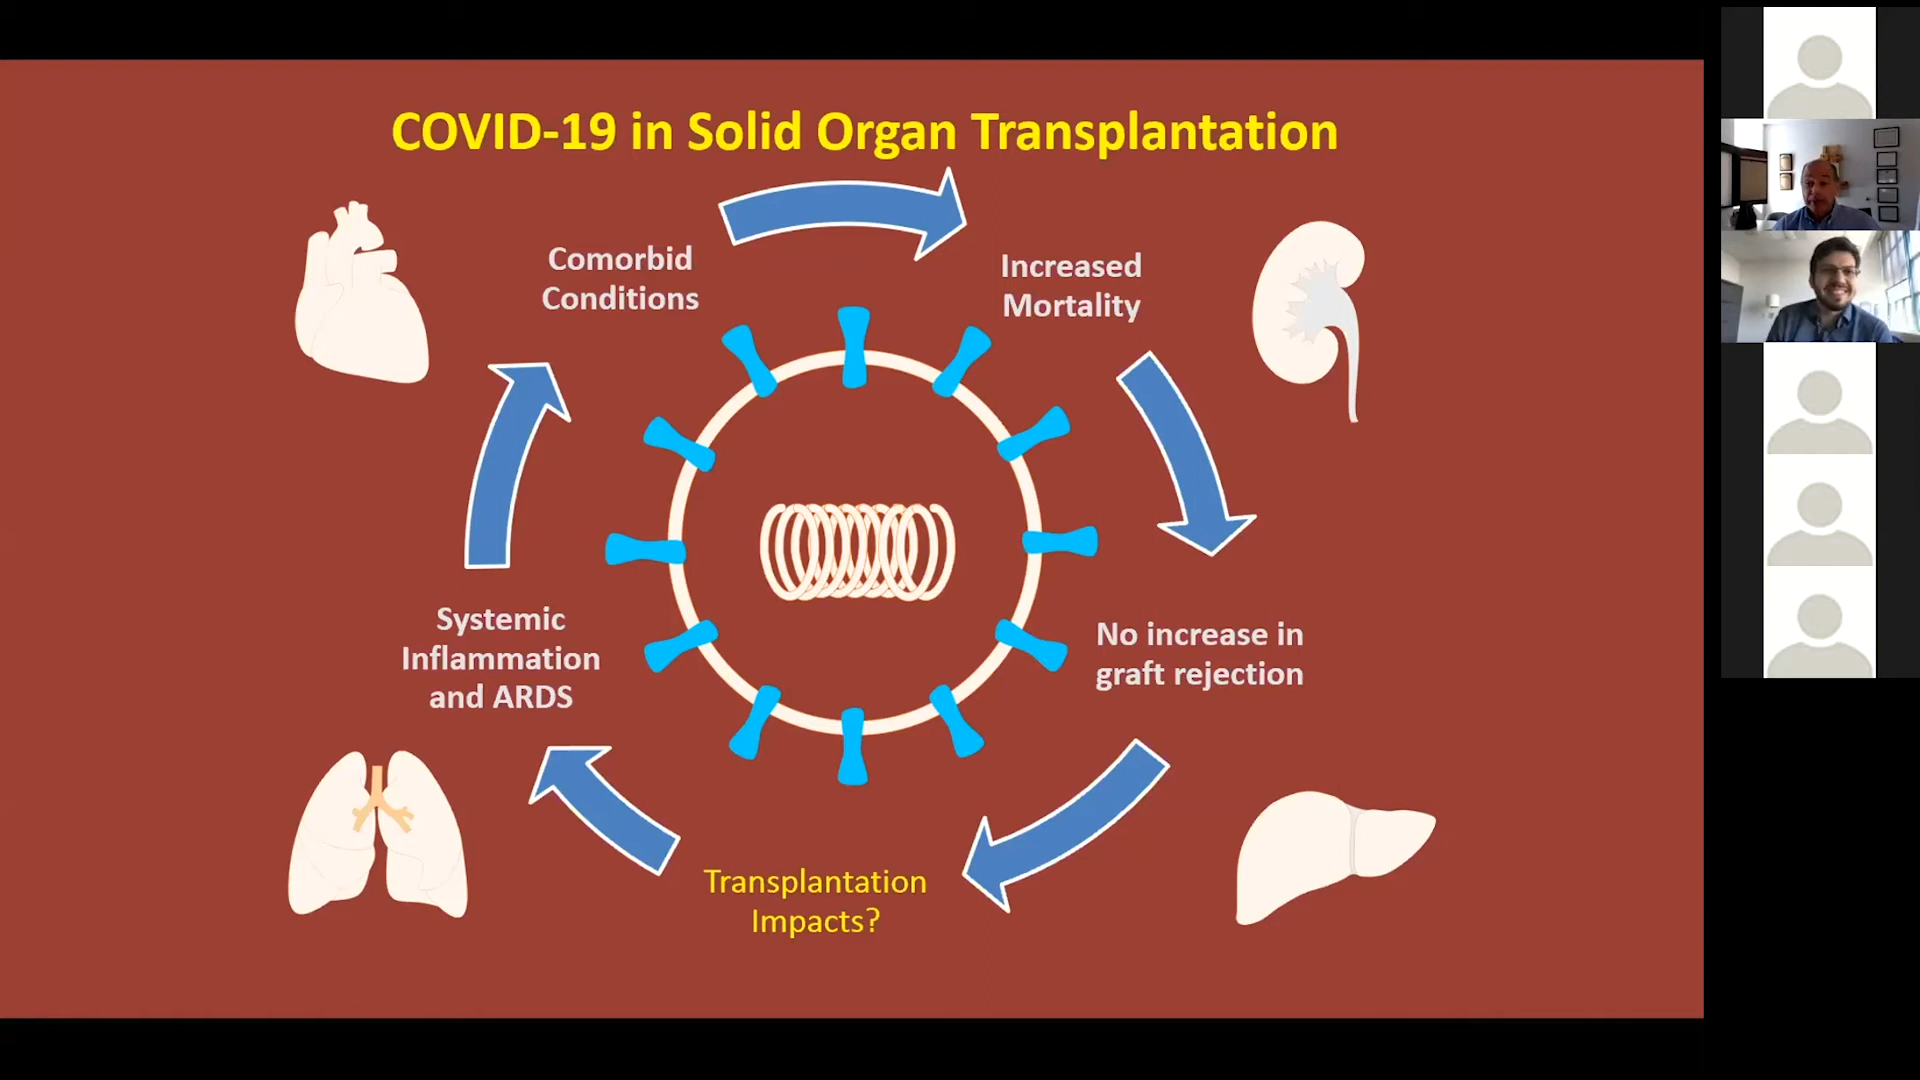 COVID-19 in Solid Organ Transplantation
Comorbid
Conditions
Increased
Mortality
No increase in
graft rejection
Transplantation
Impacts?
Systemic
Inflammation
and ARDS